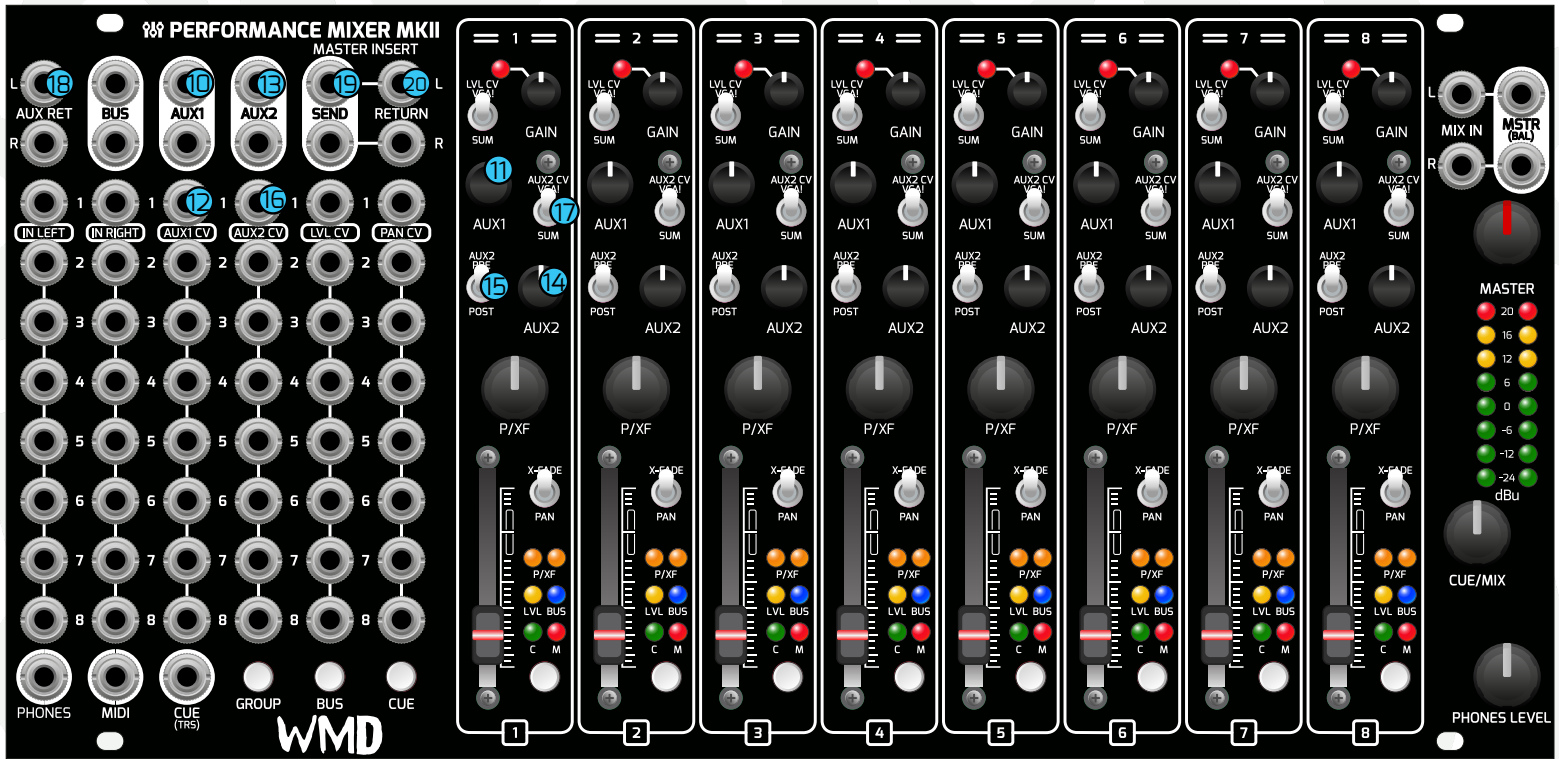 PERFORMANCE MIXER MKII
MASTER INSERT
L 18 10 13 19 20 L
AUX RET BUS AUX1 AUX2 SEND RETURN
R R
1 12 1 16 1 1
IN LEFT IN RIGHT AUX1 CV AUX2 CV LVL CV PAN CV
2 2 2 2 2
3 3 3 3 3
4 4 4 4 4
5 5 5 5 5
6 6 6 6 6
7 7 7 7 7
8 8 8 8 8
PHONES MIDI CUE GROUP BUS CUE
(TRS)
WMD
1
LVL CV
VCA!
SUM
GAIN
11
AUX2 CV
VCA!
AUX1
17
SUM
AUX2
PRE
15
14
POST
AUX2
P/XF
X-FADE
PAN
P/XF
LVL BUS
C M
1
2
LVL CV
VCA!
SUM
GAIN
AUX2 CV
VCA!
AUX1
SUM
AUX2
PRE
POST
AUX2
P/XF
X-FADE
PAN
P/XF
LVL BUS
C M
2
3
LVL CV
VCA!
SUM
GAIN
AUX2 CV
VCA!
AUX1
SUM
AUX2
PRE
POST
AUX2
P/XF
X-FADE
PAN
P/XF
LVL BUS
C M
3
4
LVL CV
VCA!
SUM
GAIN
AUX2 CV
VCA!
AUX1
SUM
AUX2
PRE
POST
AUX2
P/XF
X-FADE
PAN
P/XF
LVL BUS
C M
4
5
LVL CV
VCA!
SUM
GAIN
AUX2 CV
VCA!
AUX1
SUM
AUX2
PRE
POST
AUX2
P/XF
X-FADE
PAN
P/XF
LVL BUS
C M
5
6
LVL CV
VCA!
SUM
GAIN
AUX2 CV
VCA!
AUX1
SUM
AUX2
PRE
POST
AUX2
P/XF
X-FADE
PAN
P/XF
LVL BUS
C M
6
7
LVL CV
VCA!
SUM
GAIN
AUX2 CV
VCA!
AUX1
SUM
AUX2
PRE
POST
AUX2
P/XF
X-FADE
PAN
P/XF
LVL BUS
C M
7
8
LVL CV
VCA!
SUM
GAIN
AUX2 CV
VCA!
AUX1
SUM
AUX2
PRE
POST
AUX2
P/XF
X-FADE
PAN
P/XF
LVL BUS
C M
8
L
MIX IN MSTR
(BAL)
R
MASTER
20
16
12
6
0
-6
-12
-24
dBu
CUE/MIX
PHONES LEVEL